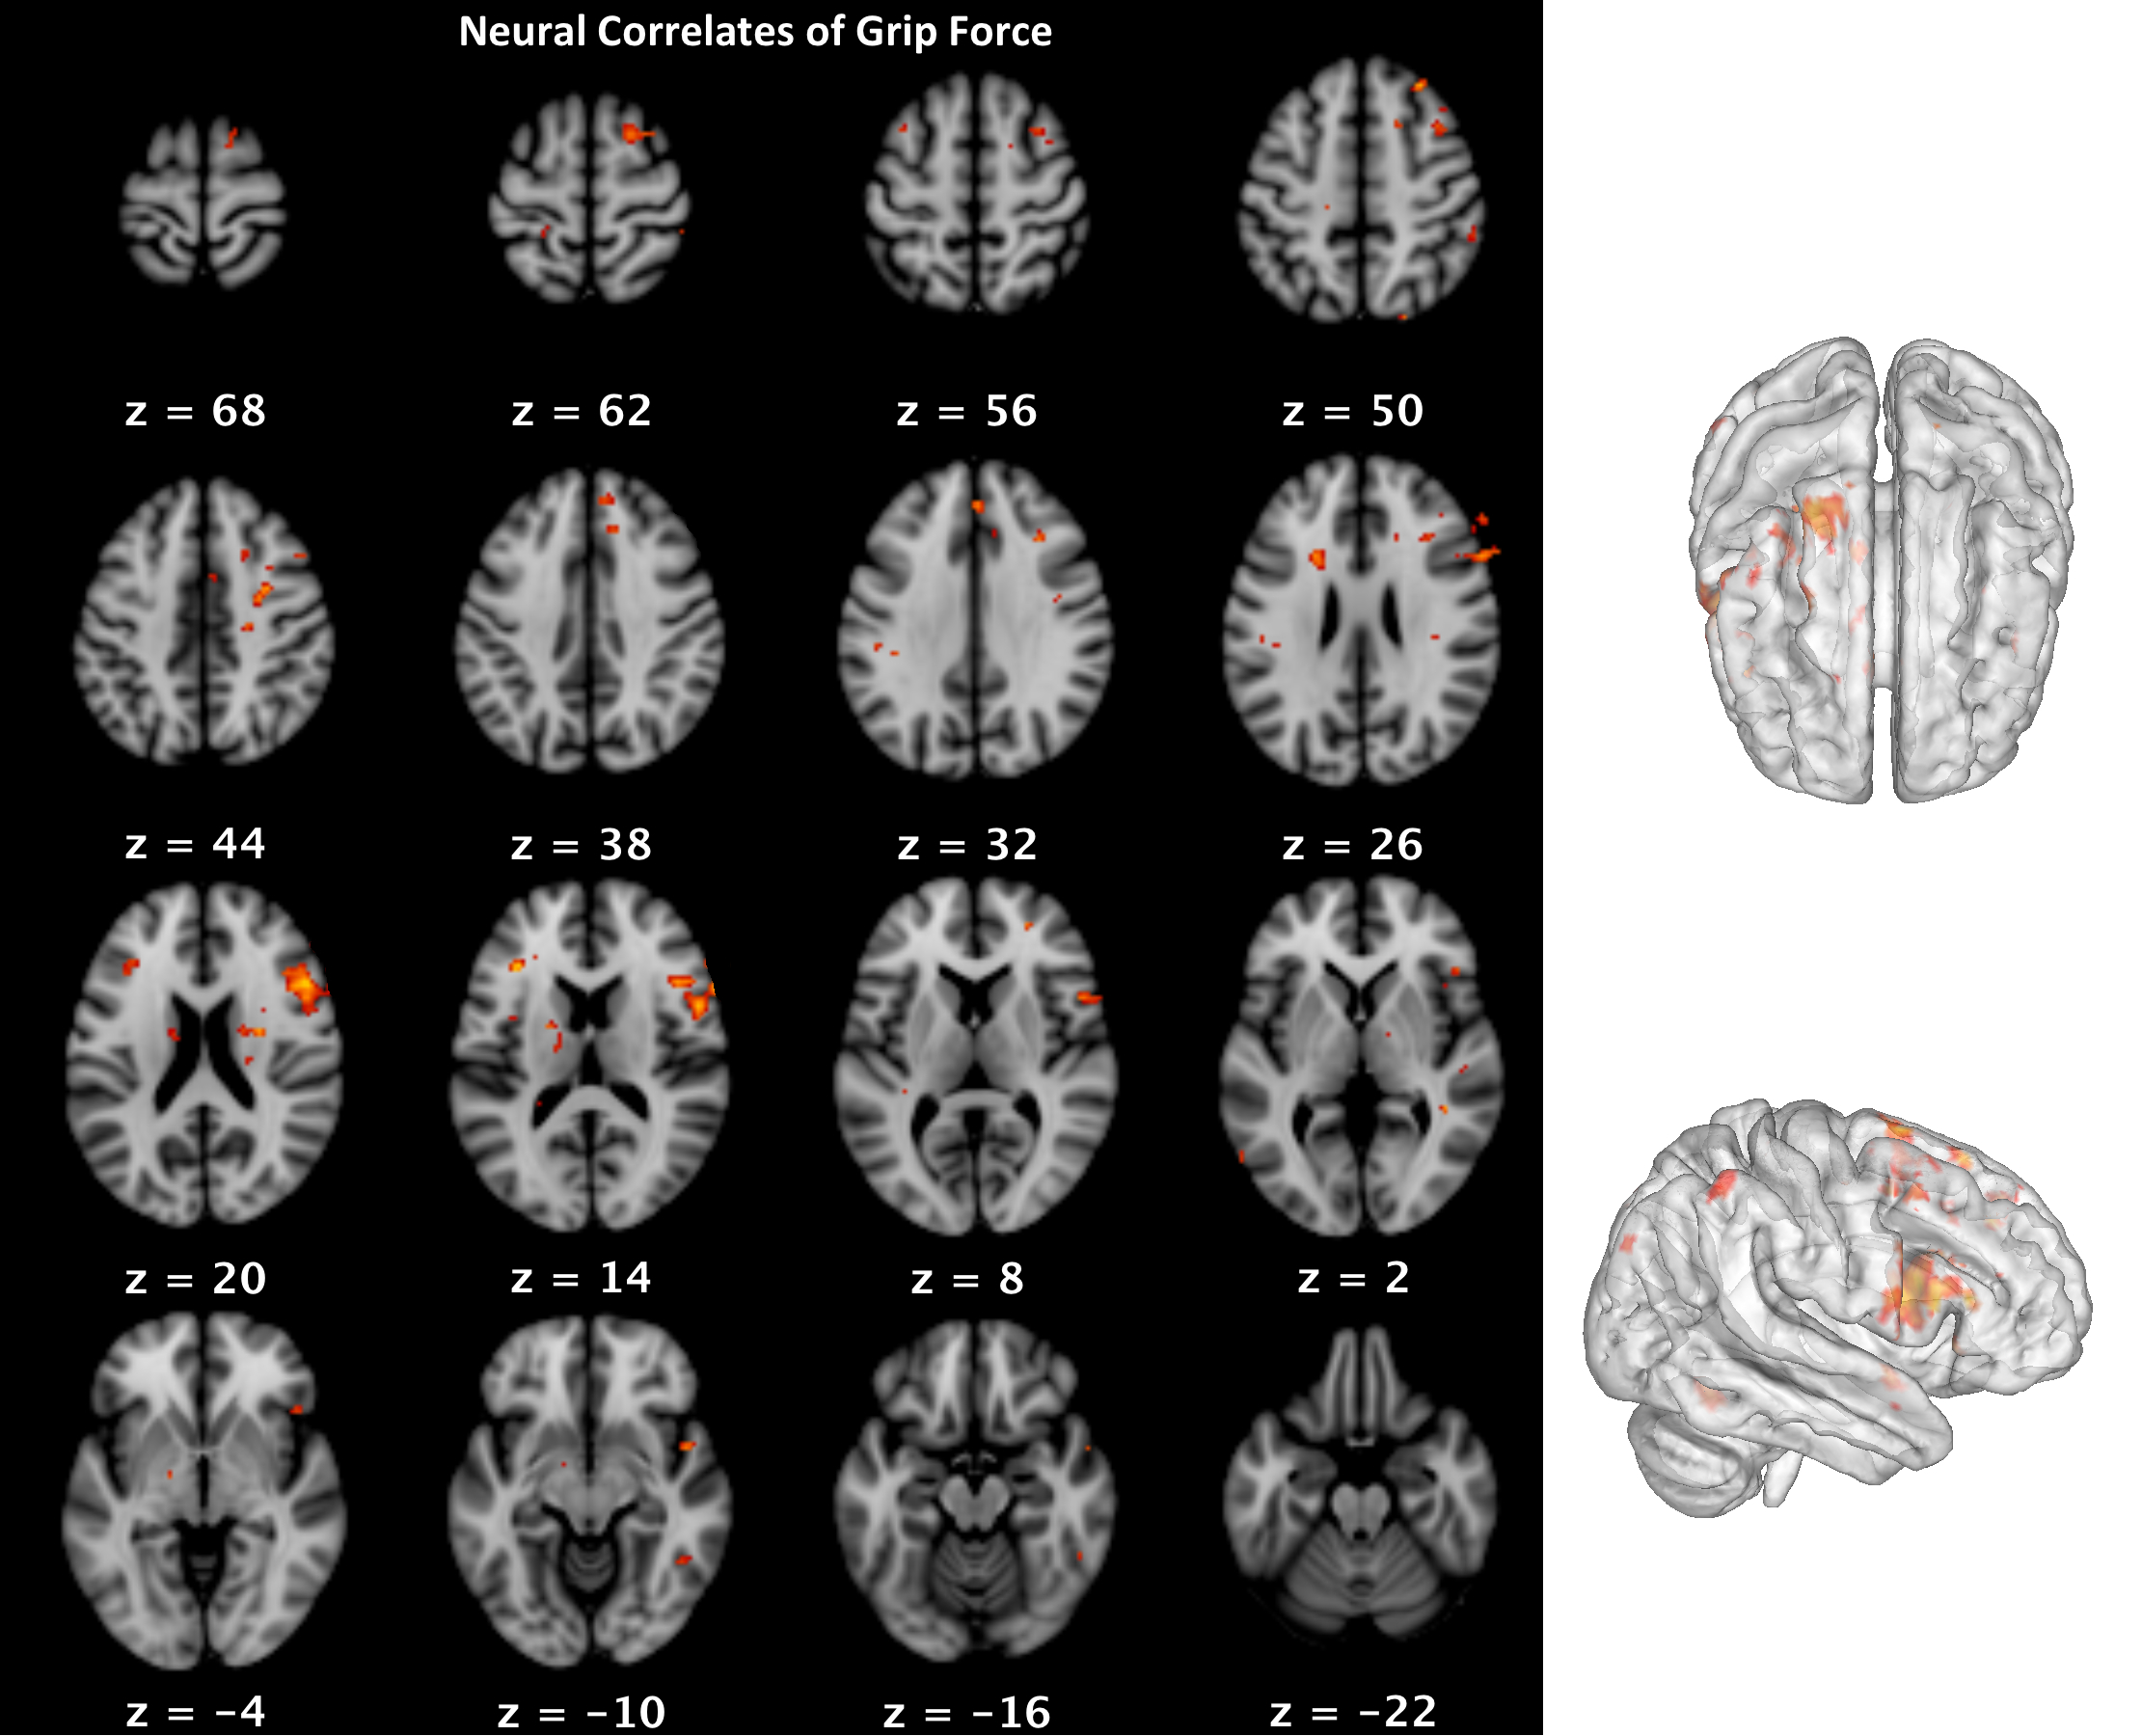 Neural Correlates of Grip Force
z = 68 z = 62 z = 56 z = 50
z = 44 z = 38 z = 32 z = 26
z = 20 z = 14 z = 8 z = 2
z = −4 z = −10 z = −16 z = −22